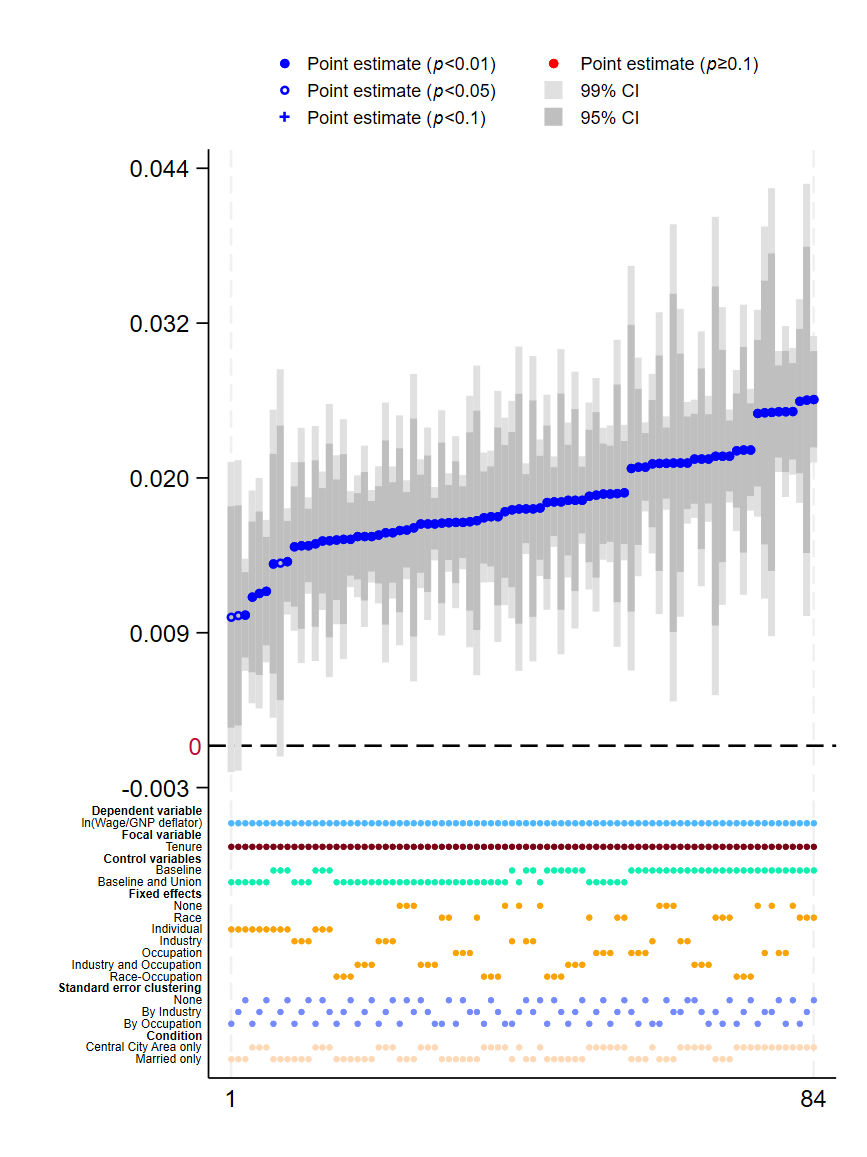 Point estimate (p<0.01) Point estimate (p≥0.1)
Point estimate (p<0.05) 99% CI
Point estimate (p<0.1) 95% CI
0.044
0.032
0.020
0.009
0
-0.003
Dependent variable
ln(Wage/GNP deflator)
Focal variable
Tenure
Control variables
Baseline
Baseline and Union
Fixed effects
None
Race
Individual
Industry
Occupation
Industry and Occupation
Race-Occupation
Standard error clustering
None
By Industry
By Occupation
Condition
Central City Area only
Married only
1 84